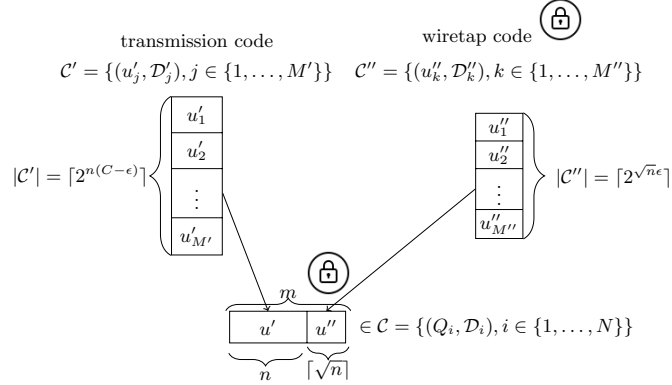 transmission code
wiretap code
𝒞′ = {(u′_j, 𝒟′_j), j ∈ {1, . . . , M′}}
𝒞″ = {(u″_k, 𝒟″_k), k ∈ {1, . . . , M″}}
u′_1
u′_2
⋮
u′_{M′}
|𝒞′| = ⌈2^{n(C−ϵ)}⌉
u″_1
u″_2
⋮
u″_{M″}
|𝒞″| = ⌈2^{√nϵ}⌉
m
u′ u″ ∈ 𝒞 = {(Q_i, 𝒟_i), i ∈ {1, . . . , N}}
n ⌈√n⌉